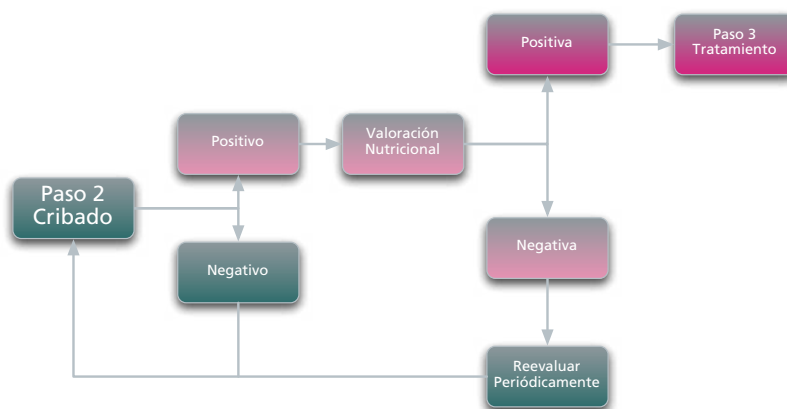 Positiva
Paso 3
Tratamiento
Positivo
Valoración
Nutricional
Paso 2
Cribado
Negativo
Negativa
Reevaluar
Periódicamente